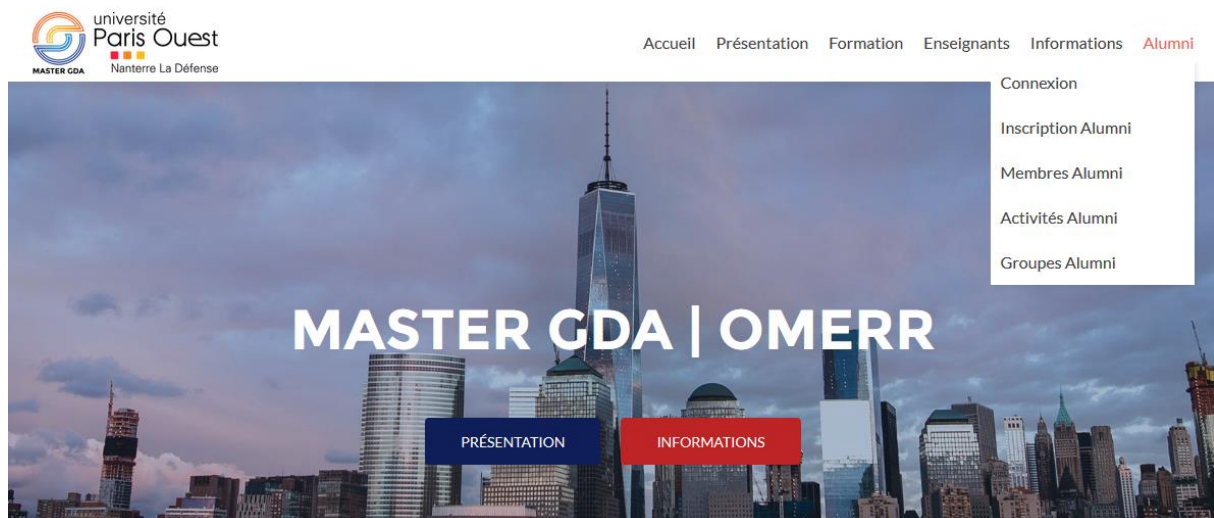 université
Paris Ouest
Nanterre La Défense
MASTER GDA
Accueil Présentation Formation Enseignants Informations Alumni
Connexion
Inscription Alumni
Membres Alumni
Activités Alumni
Groupes Alumni
MASTER GDA | OMERR
PRÉSENTATION INFORMATIONS